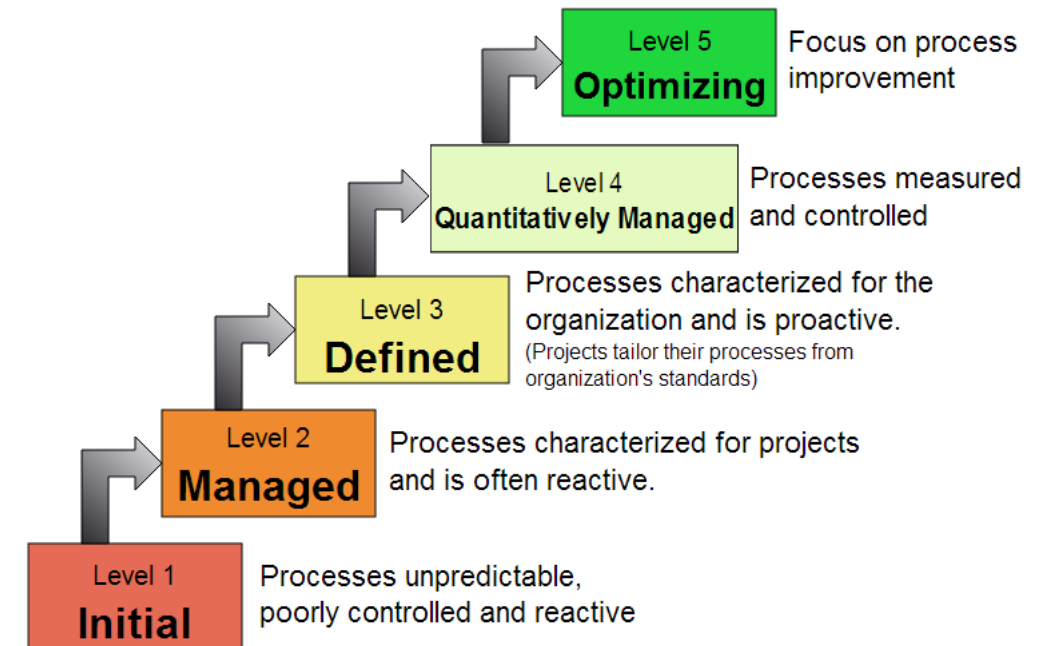 Level 5
Optimizing
Focus on process
improvement
Level 4
Quantitatively Managed
Processes measured
and controlled
Level 3
Defined
Processes characterized for the
organization and is proactive.
(Projects tailor their processes from
organization's standards)
Level 2
Managed
Processes characterized for projects
and is often reactive.
Level 1
Initial
Processes unpredictable,
poorly controlled and reactive